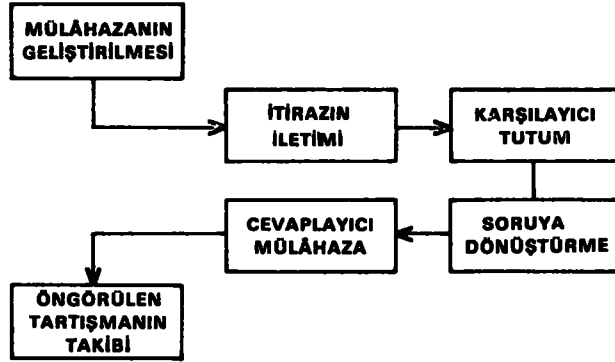 MÜLÂHAZANIN
GELİŞTİRİLMESİ
İTİRAZIN
İLETİMİ
KARŞILAYICI
TUTUM
SORUYA
DÖNÜŞTÜRME
CEVAPLAYICI
MÜLÂHAZA
ÖNGÖRÜLEN
TARTIŞMANIN
TAKİBİ